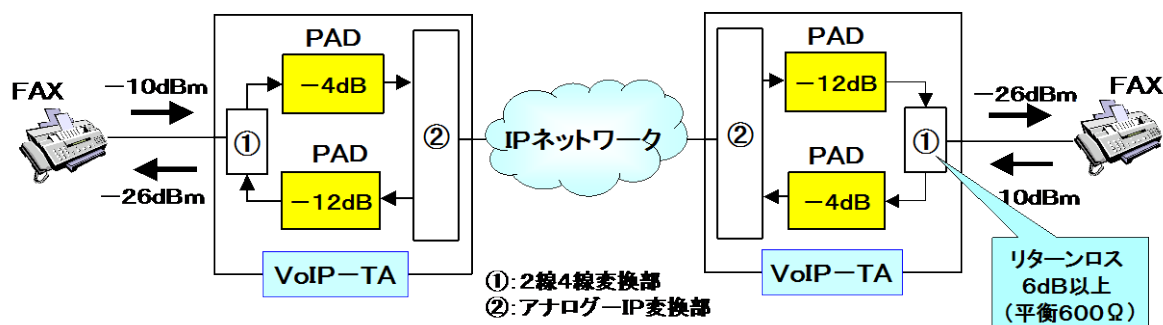 FAX
－10dBm
－26dBm
①
PAD
－4dB
PAD
－12dB
②
VoIP－TA
IPネットワーク
①:2線4線変換部
②:アナログーIP変換部
②
PAD
－12dB
PAD
－4dB
①
VoIP－TA
－26dBm
10dBm
FAX
リターンロス
6dB以上
(平衡600Ω)